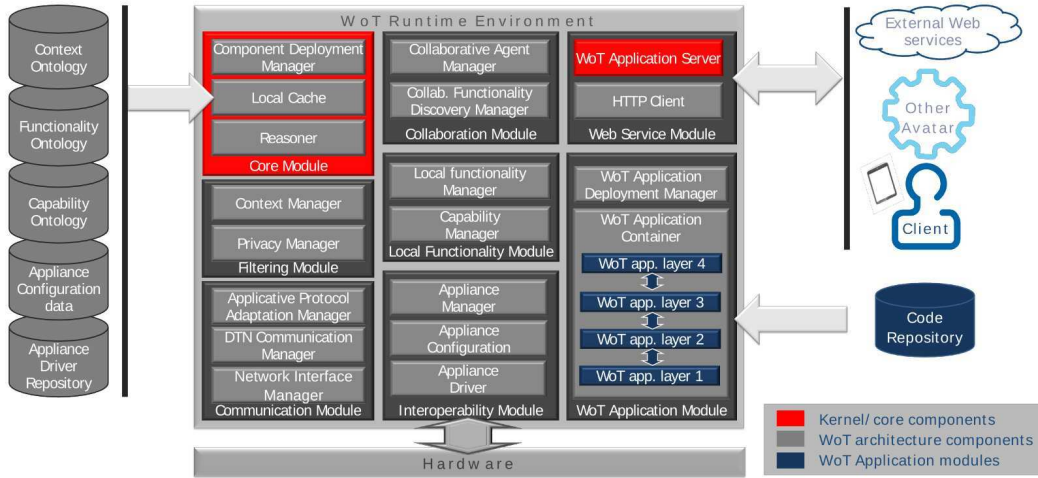 Context
Ontology
Functionality
Ontology
Capability
Ontology
Appliance
Configuration
data
Appliance
Driver
Repository
WoT Runtime Environment
Component Deployment
Manager
Local Cache
Reasoner
Core Module
Context Manager
Privacy Manager
Filtering Module
Applicative Protocol
Adaptation Manager
DTN Communication
Manager
Network Interface
Manager
Communication Module
Collaborative Agent
Manager
Collab. Functionality
Discovery Manager
Collaboration Module
Local functionality
Manager
Capability
Manager
Local Functionality Module
Appliance
Manager
Appliance
Configuration
Appliance
Driver
Interoperability Module
WoT Application Server
HTTP Client
Web Service Module
WoT Application
Deployment Manager
WoT Application
Container
WoT app. layer 4
WoT app. layer 3
WoT app. layer 2
WoT app. layer 1
WoT Application Module
Hardware
External Web
services
Other
Avatar
Client
Code
Repository
Kernel/ core components
WoT architecture components
WoT Application modules